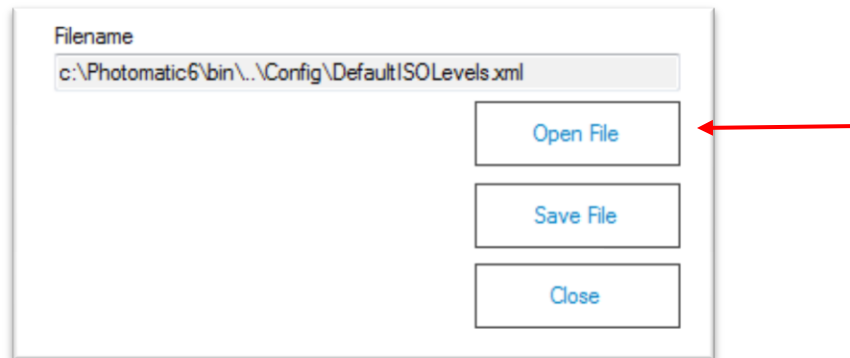 Filename
c:\Photomatic6\bin\..\Config\DefaultISOLevels.xml
Open File
Save File
Close